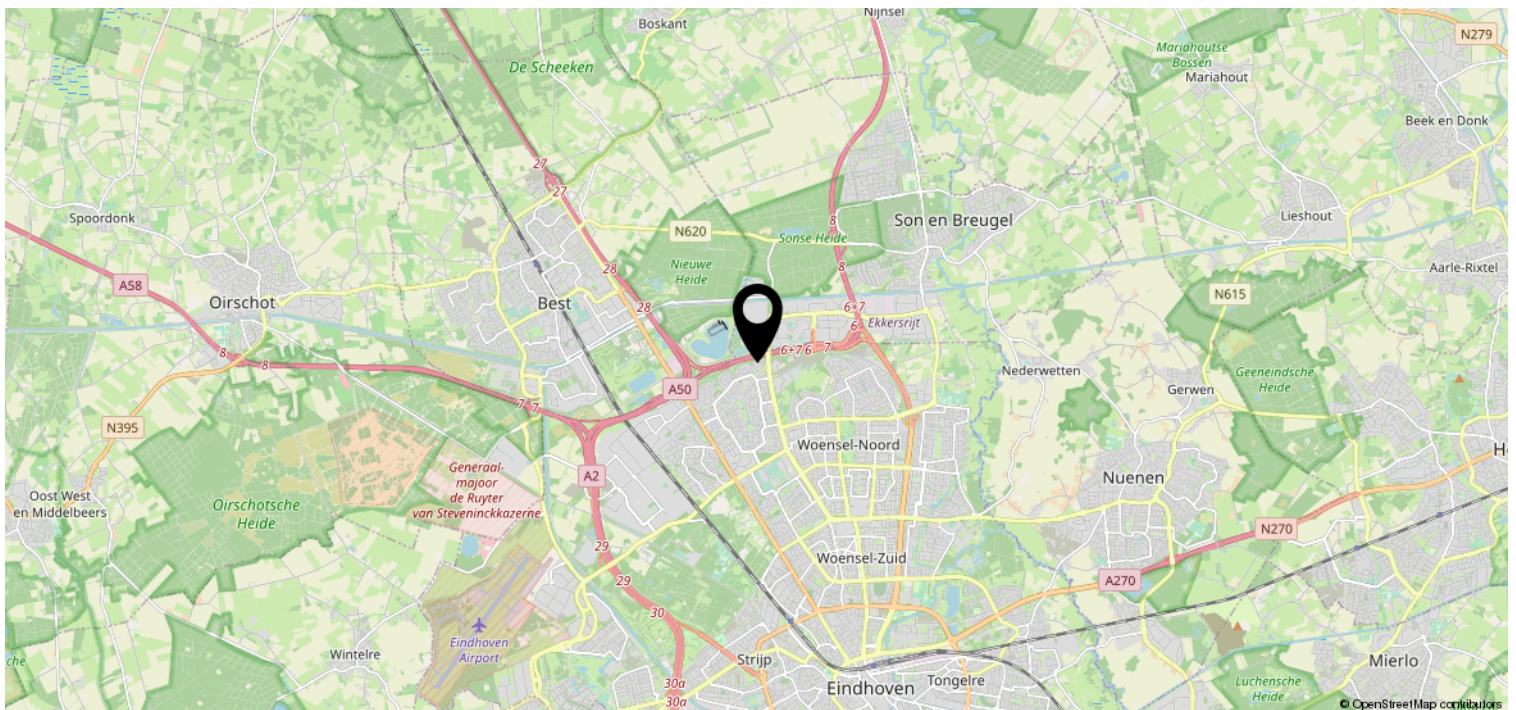 Nijnsel
Boskant
N279
De Scheeken
Mariahoutse
Bossen
Mariahout
Beek en Donk
27
27
Spoordonk
Lieshout
8
Son en Breugel
N620
Sonse Heide
Nieuwe
Heide
28
8
Aarle-Rixtel
A58
N615
Oirschot
Best
28
6+7
6
Ekkersrijt
8
8
6+7 6
7
Nederwetten
Geeneindsche
Heide
A50
Gerwen
7
7
N395
Woensel-Noord
Generaal-
majoor
de Ruyter
van Steveninckkazerne
A2
Nuenen
Oost West
en Middelbeers
Oirschotsche
Heide
N270
29
Woensel-Zuid
29
A270
30
Eindhoven
Airport
Wintelre
Strijp
Mierlo
Tongelre
30a
Eindhoven
Luchensche
Heide
30a
© OpenStreetMap contributors